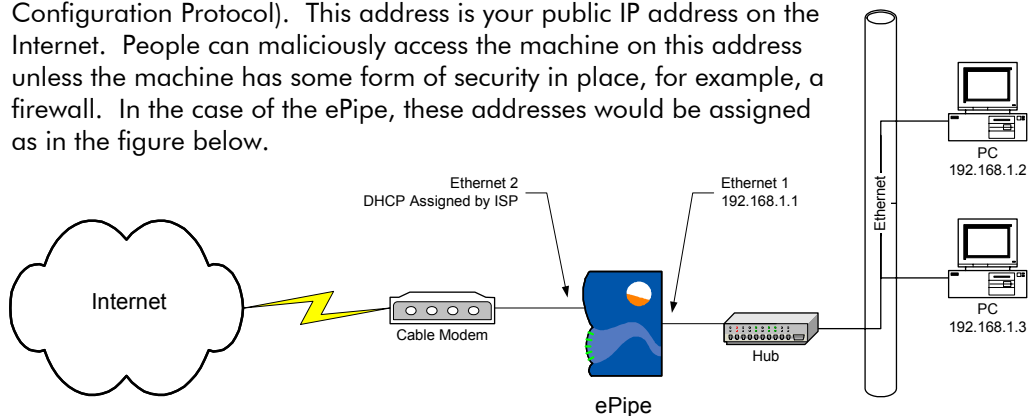 Configuration Protocol).  This address is your public IP address on the
Internet.  People can maliciously access the machine on this address
unless the machine has some form of security in place, for example, a
firewall.  In the case of the ePipe, these addresses would be assigned
as in the figure below.
PC
192.168.1.2
Ethernet 2
DHCP Assigned by ISP
Ethernet 1
192.168.1.1
Ethernet
Internet
Cable Modem
Hub
PC
192.168.1.3
ePipe